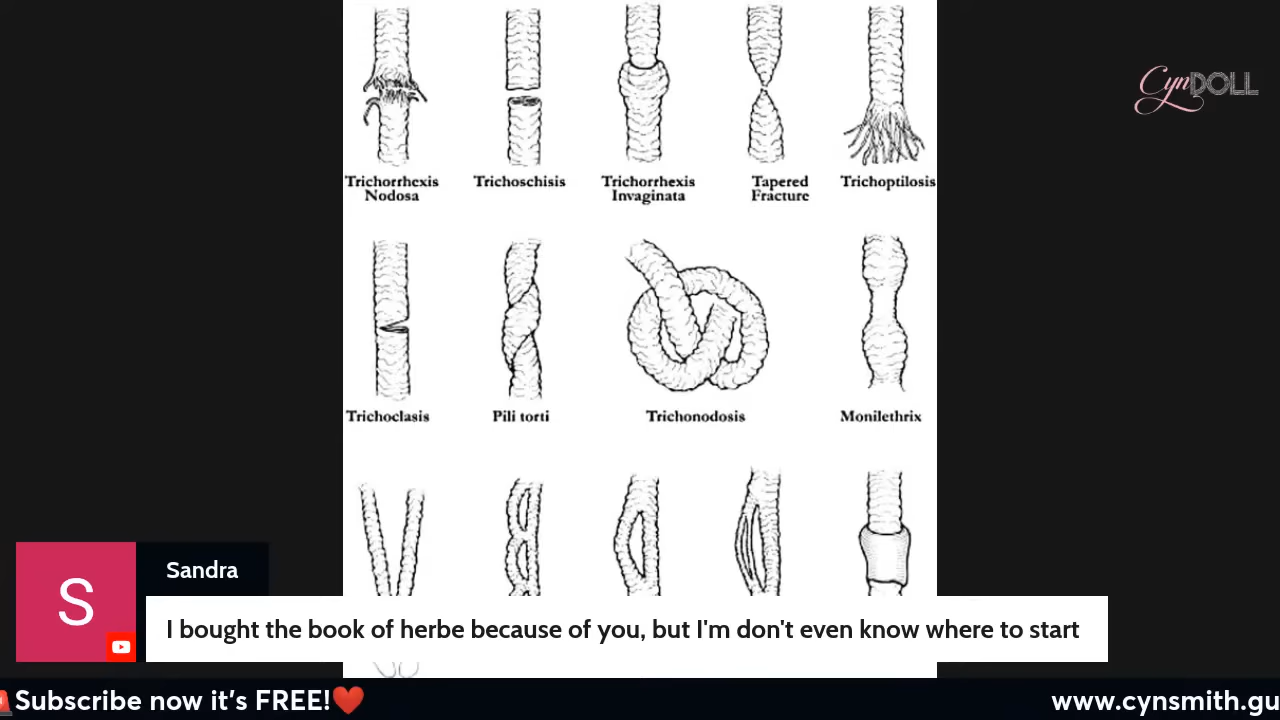 CynDOLL
Trichorrhexis Nodosa
Trichoschisis
Trichorrhexis Invaginata
Tapered Fracture
Trichoptilosis
Trichoclasis
Pili torti
Trichonodosis
Monilethrix
S
Sandra
I bought the book of herbe because of you, but I'm don't even know where to start
🚨Subscribe now it's FREE!❤️
www.cynsmith.gu